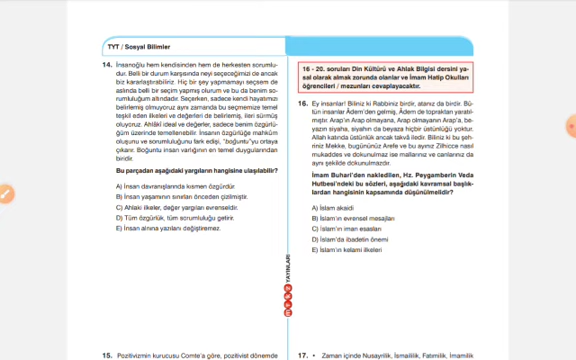 TYT / Sosyal Bilimler
14. İnsanoğlu hem kendisinden hem de herkesten sorumlu-
dur. Belli bir durum karşısında neyi seçeceğimizi de ancak
biz kararlaştırabiliriz. Hiç bir şey yapmamayı seçsem de
aslında belli bir seçim yapmış olurum ve bu da benim so-
rumluluğum altındadır. Seçerken, sadece kendi hayatımızı
belirlemiş olmuyoruz aynı zamanda bu seçmemize temel
teşkil eden ilkeleri ve değerleri de belirlemiş, ileri sürmüş
oluyoruz. Ahlâki ideal ve değerler, sadece benim özgürlü-
ğüm üzerinde temellenebilir. İnsanın özgürlüğe mahkûm
oluşunu ve sorumluluğunu fark edişi, "boğuntu"yu ortaya
çıkarır. Boğuntu insan varlığının en temel duygularından
biridir.
Bu parçadan aşağıdaki yargıların hangisine ulaşılabilir?
A) İnsan davranışlarında kısmen özgürdür
B) İnsan yaşamının sınırları önceden çizilmiştir.
C) Ahlaki ilkeler, değer yargıları evrenseldir.
D) Tüm özgürlük, tüm sorumluluğu getirir.
E) İnsan alnına yazılanı değiştiremez.
15. Pozitivizmin kurucusu Comte'a göre, pozitivist dönemde
YAYINLARI
16 - 20. soruları Din Kültürü ve Ahlak Bilgisi dersini ya-
sal olarak almak zorunda olanlar ve İmam Hatip Okulları
öğrencileri / mezunları cevaplayacaktır.
16. Ey insanlar! Biliniz ki Rabbiniz birdir, atanız da birdir. Bü-
tün insanlar Âdem'den gelmiş, Âdem de topraktan yaratıl-
mıştır. Arap'ın Arap olmayana, Arap olmayanın Arap'a, be-
yazın siyaha, siyahın da beyaza hiçbir üstünlüğü yoktur.
Allah katında üstünlük ancak takvâ iledir. Biliniz ki bu şeh-
riniz Mekke, bugününüz Arefe ve bu ayınız Zilhicce nasıl
mukaddes ve dokunulmaz ise mallarınız ve canlarınız da
aynı şekilde dokunulmazdır.
İmam Buhari'den nakledilen, Hz. Peygamberin Veda
Hutbesi'ndeki bu sözleri, aşağıdaki kavramsal başlık-
lardan hangisinin kapsamında düşünülmelidir?
A) İslam akaidi
B) İslam'ın evrensel mesajları
C) İslam'ın iman esasları
D) İslam'da ibadetin önemi
E) İslam'ın kelami ilkeleri
17. • Zaman içinde Nusayrilik, İsmaililik, Fatımilik, İmamilik